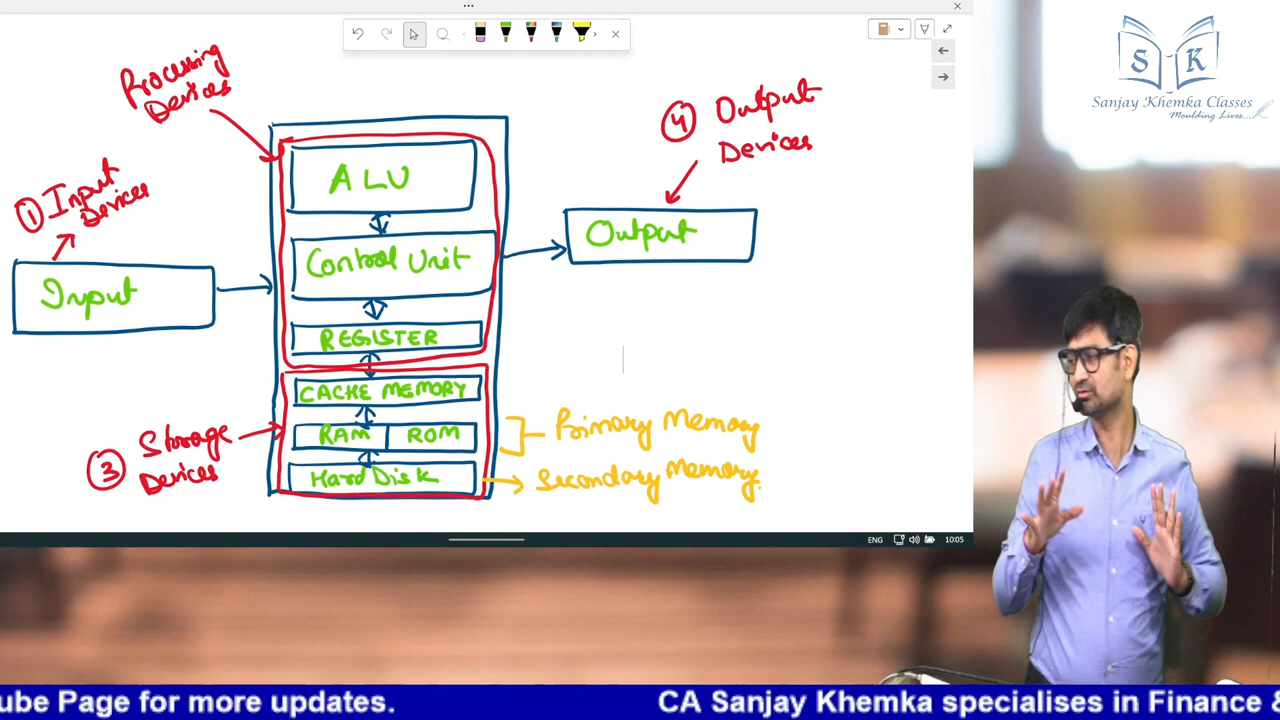 S K
Sanjay Khemka Classes
Moulding Lives...
Processing
Devices
④ Output
Devices
① Input
Devices
ALU
Output
Control Unit
Input
REGISTER
CACHE MEMORY
RAM ROM
Primary Memory
③ Storage
Devices
Hard Disk
Secondary Memory.
ENG 10:05
ube Page for more updates. CA Sanjay Khemka specialises in Finance &